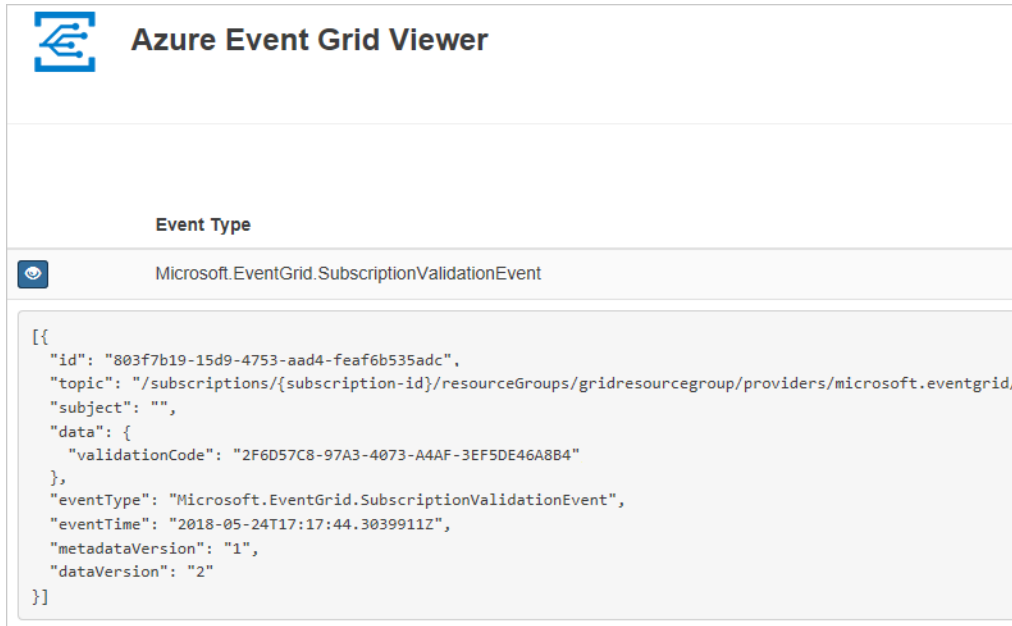 Azure Event Grid Viewer
Event Type
Microsoft.EventGrid.SubscriptionValidationEvent
[{
"id": "803f7b19-15d9-4753-aad4-feaf6b535adc",
"topic": "/subscriptions/{subscription-id}/resourceGroups/gridresourcegroup/providers/microsoft.eventgrid/
"subject": "",
"data": {
"validationCode": "2F6D57C8-97A3-4073-A4AF-3EF5DE46A8B4"
},
"eventType": "Microsoft.EventGrid.SubscriptionValidationEvent",
"eventTime": "2018-05-24T17:17:44.3039911Z",
"metadataVersion": "1",
"dataVersion": "2"
}]